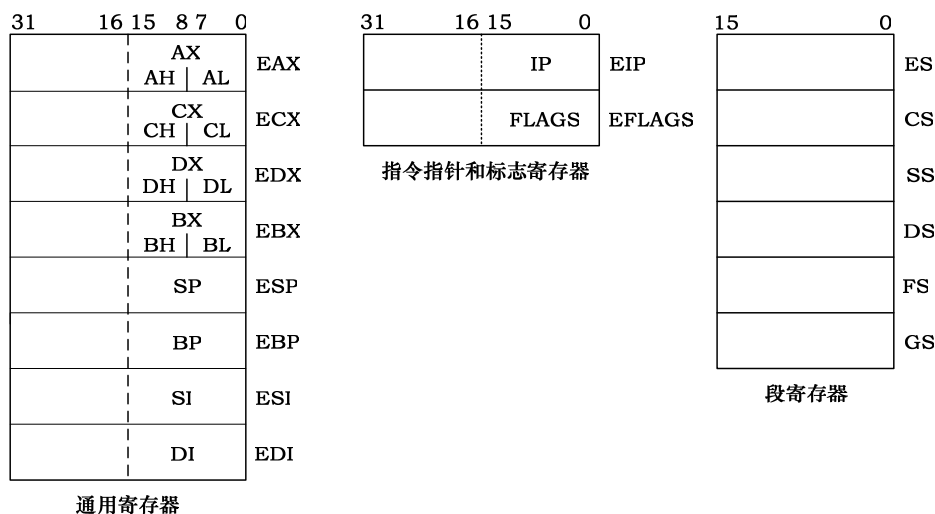 31 16 15 8 7 0
AX
AH AL EAX
CX
CH CL ECX
DX
DH DL EDX
BX
BH BL EBX
SP ESP
BP EBP
SI ESI
DI EDI
通用寄存器
31 16 15 0
IP EIP
FLAGS EFLAGS
指令指针和标志寄存器
15 0
ES
CS
SS
DS
FS
GS
段寄存器